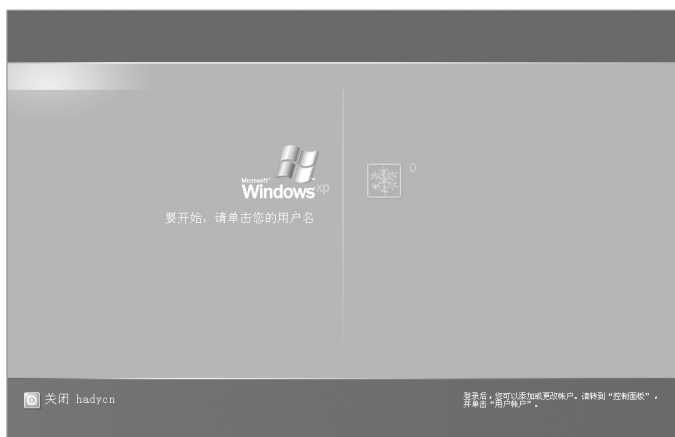 Microsoft
Windows xp
要开始，请单击您的用户名
0
关闭 hadycn
登录后，您可以添加或更改帐户。请转到“控制面板”，
并单击“用户帐户”。